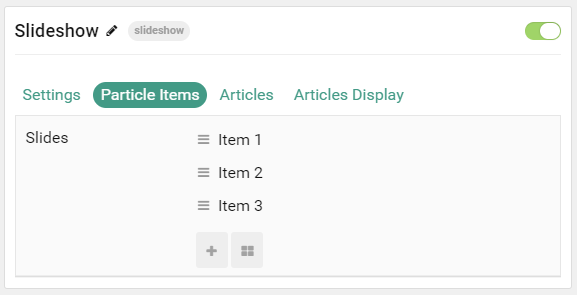 Slideshow slideshow
Settings Particle Items Articles Articles Display
Slides Item 1
Item 2
Item 3